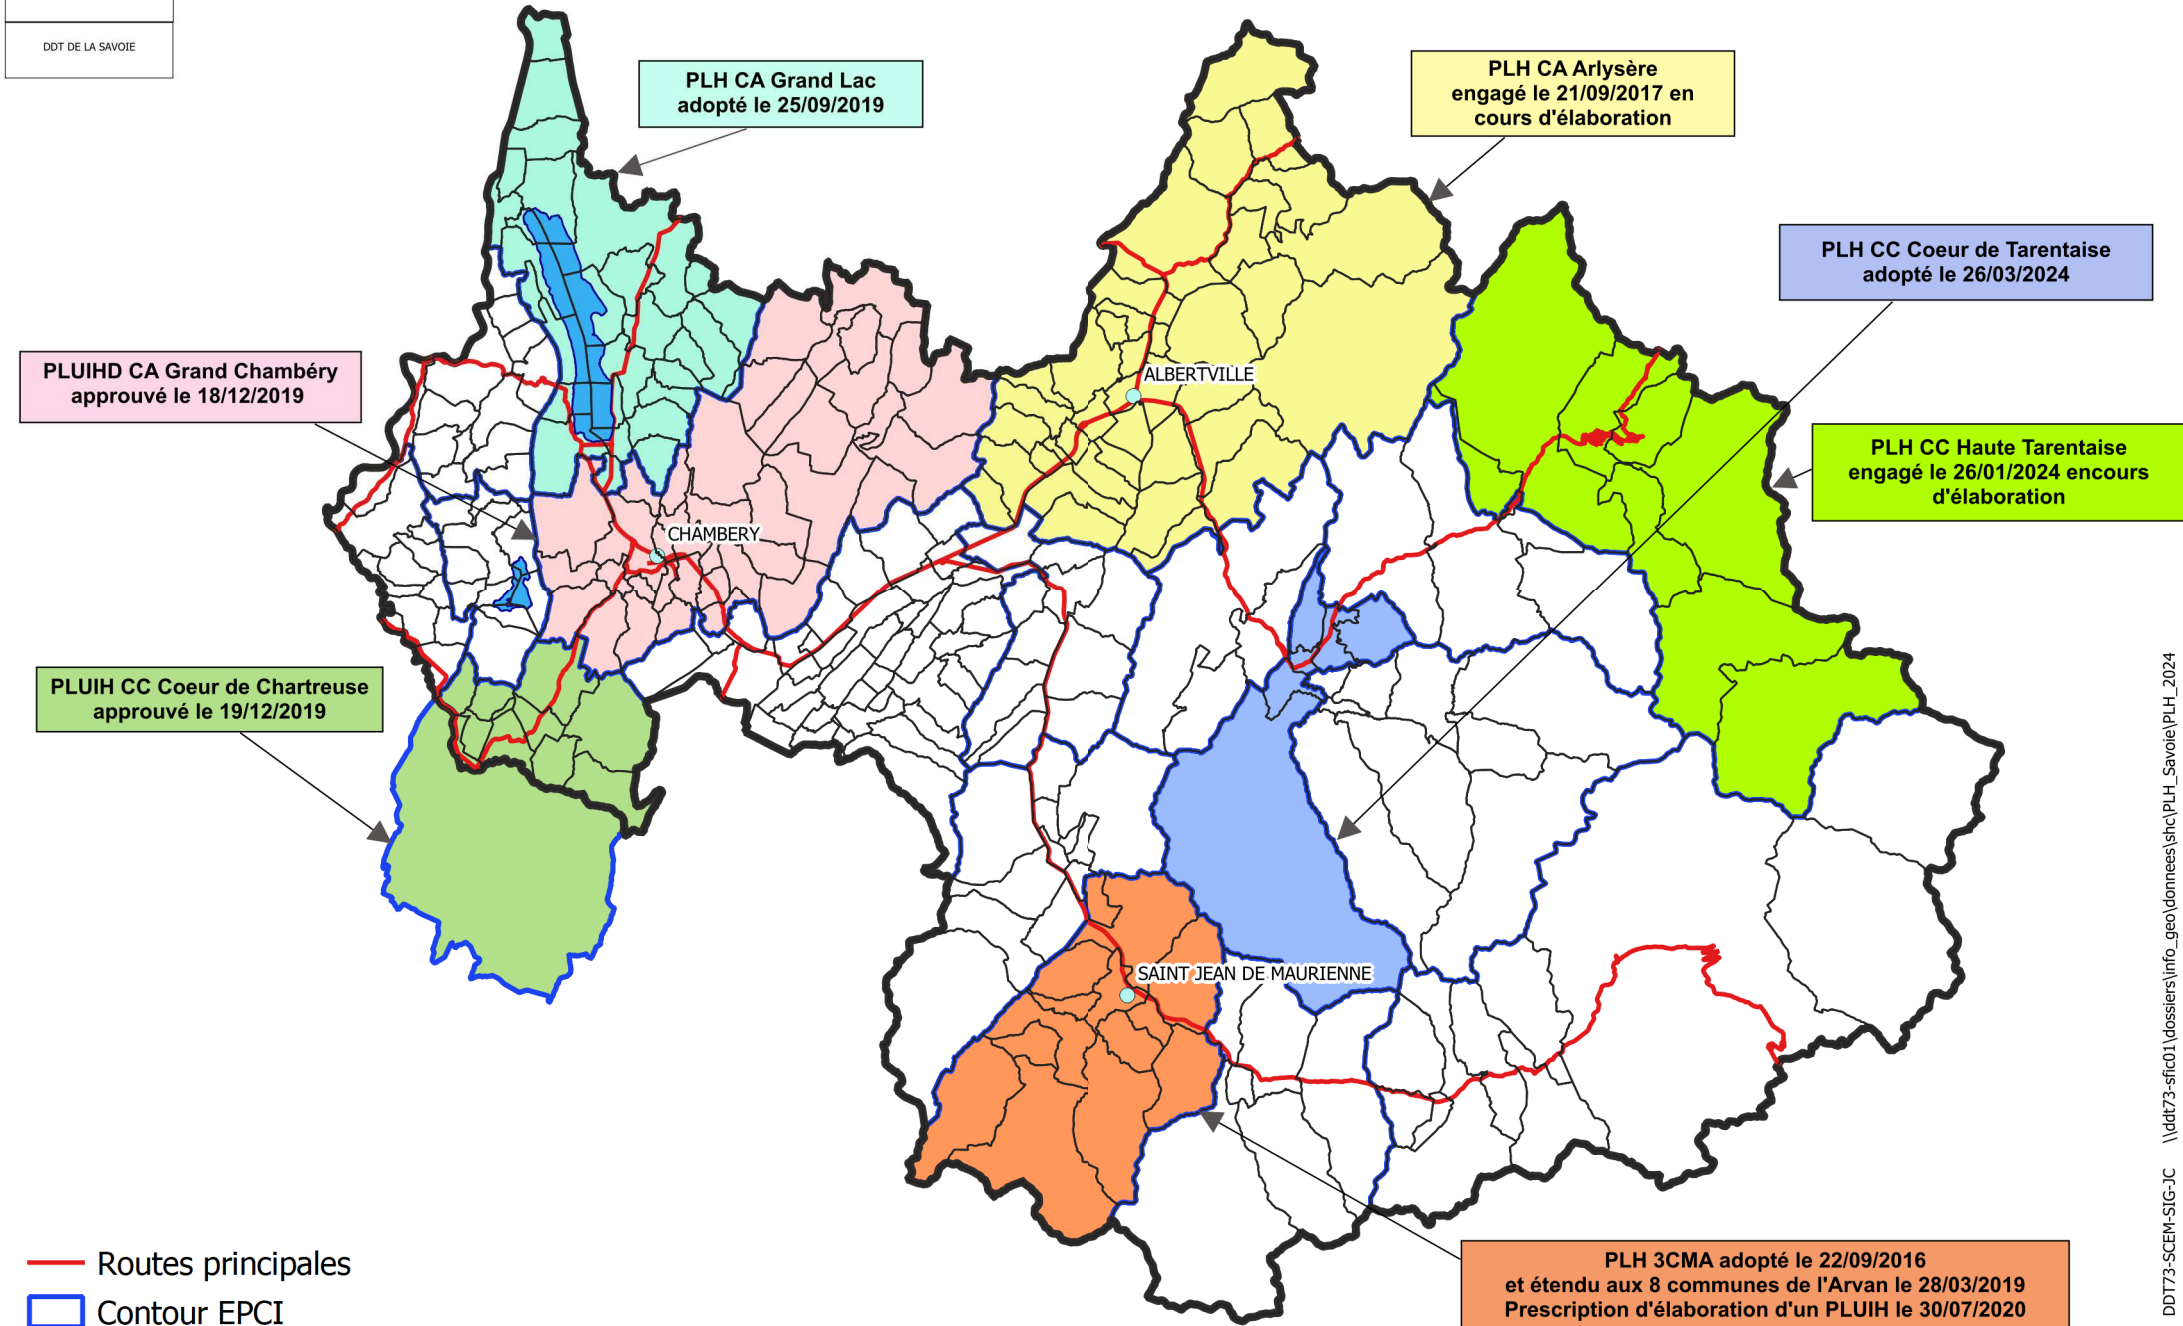 DDT DE LA SAVOIE
PLH CA Grand Lac
adopté le 25/09/2019
PLH CA Arlysère
engagé le 21/09/2017 en
cours d'élaboration
PLH CC Coeur de Tarentaise
adopté le 26/03/2024
PLUIHD CA Grand Chambéry
approuvé le 18/12/2019
ALBERTVILLE
PLH CC Haute Tarentaise
engagé le 26/01/2024 encours
d'élaboration
CHAMBERY
PLUIH CC Coeur de Chartreuse
approuvé le 19/12/2019
SAINT JEAN DE MAURIENNE
PLH 3CMA adopté le 22/09/2016
et étendu aux 8 communes de l'Arvan le 28/03/2019
Prescription d'élaboration d'un PLUIH le 30/07/2020
Routes principales
Contour EPCI
DDT73-SCEM-SIG-JC \\ddt73-sfic01\dossiers\info_geo\donnees\shc\PLH_Savoie\PLH_2024